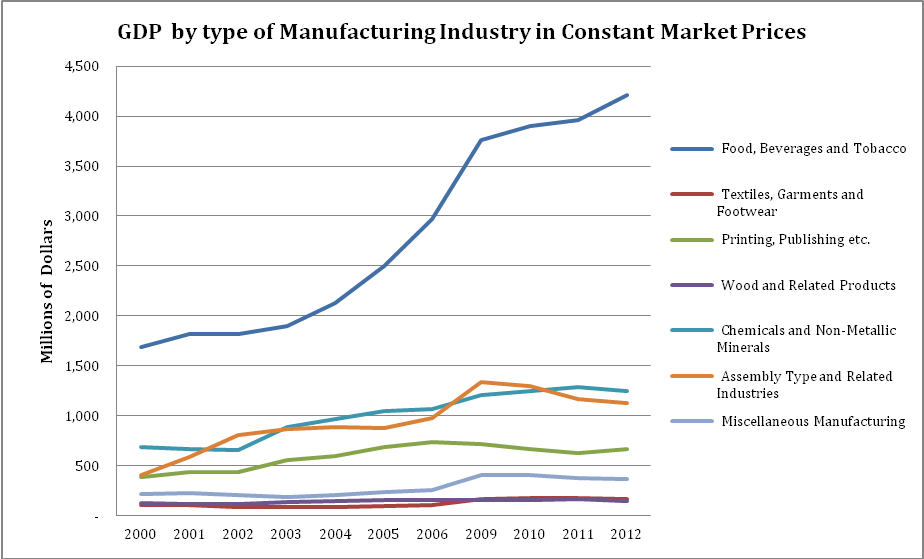 GDP by type of Manufacturing Industry in Constant Market Prices
Millions of Dollars
4,500
4,000
3,500
3,000
2,500
2,000
1,500
1,000
500
-
2000 2001 2002 2003 2004 2005 2006 2009 2010 2011 2012
Food, Beverages and Tobacco
Textiles, Garments and
Footwear
Printing, Publishing etc.
Wood and Related Products
Chemicals and Non-Metallic
Minerals
Assembly Type and Related
Industries
Miscellaneous Manufacturing